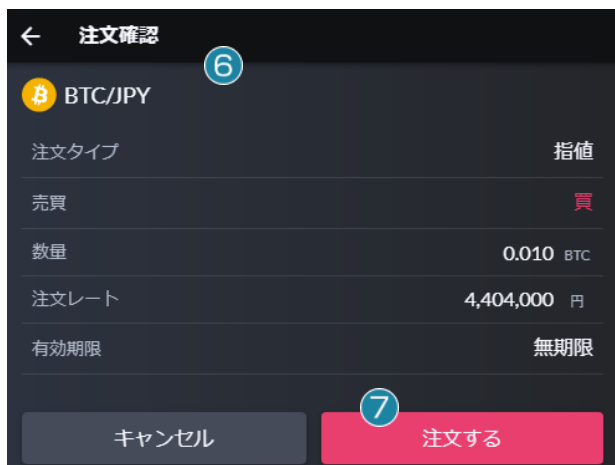 ← 注文確認
⑥
BTC/JPY
注文タイプ 指値
売買 買
数量 0.010 BTC
注文レート 4,404,000 円
有効期限 無期限
⑦
キャンセル 注文する